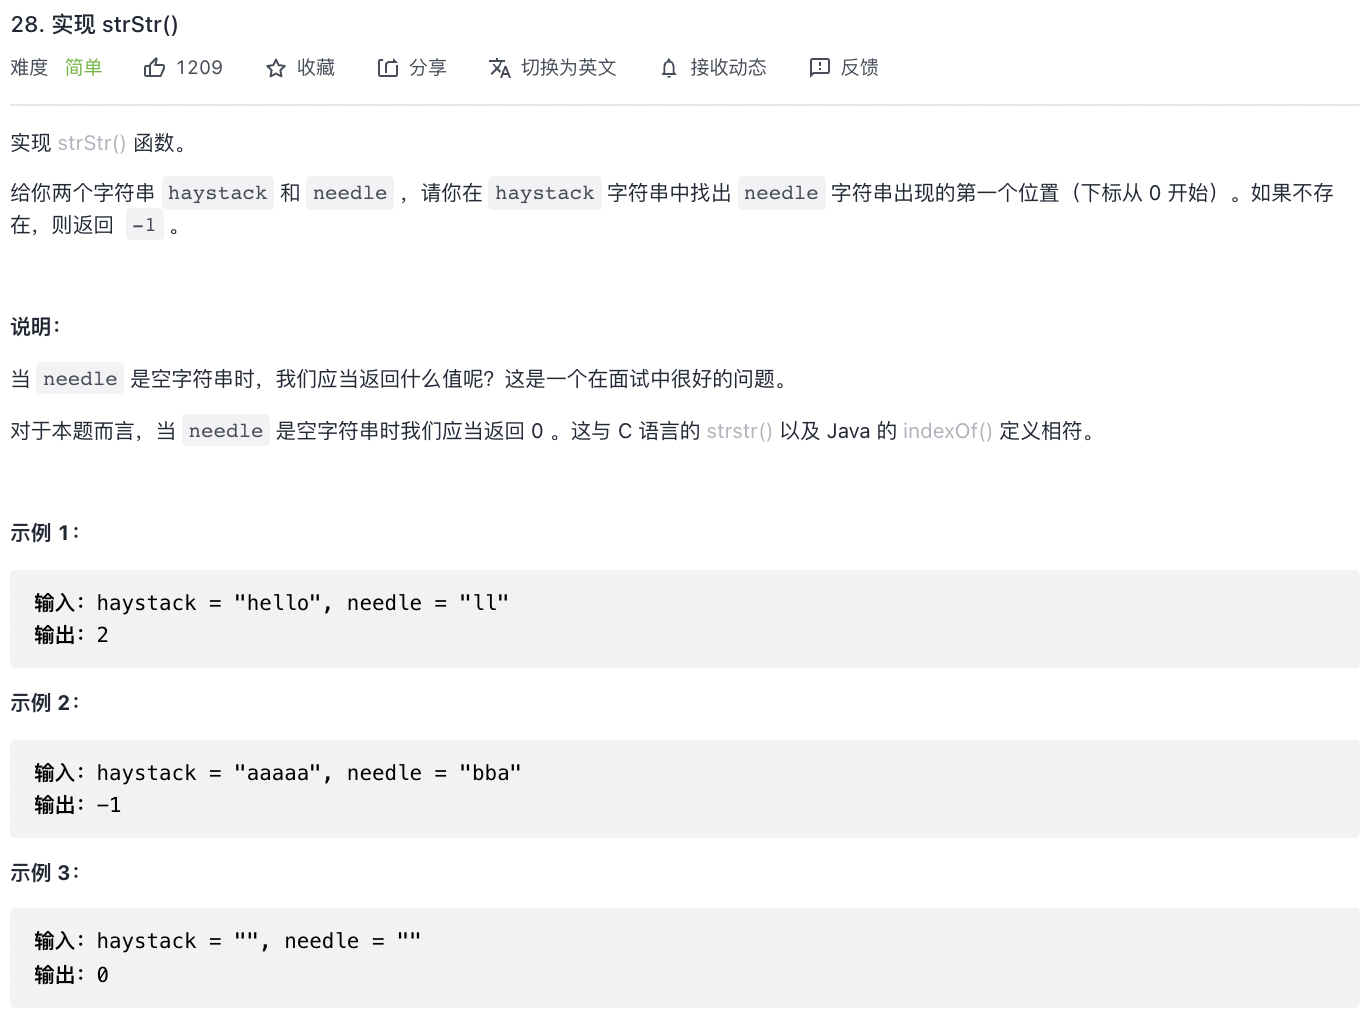 28. 实现 strStr()
难度 简单 1209 收藏 分享 切换为英文 接收动态 反馈
实现 strStr() 函数。
给你两个字符串 haystack 和 needle ，请你在 haystack 字符串中找出 needle 字符串出现的第一个位置（下标从 0 开始）。如果不存
在，则返回 -1 。
说明：
当 needle 是空字符串时，我们应当返回什么值呢？这是一个在面试中很好的问题。
对于本题而言，当 needle 是空字符串时我们应当返回 0 。这与 C 语言的 strstr() 以及 Java 的 indexOf() 定义相符。
示例 1：
输入：haystack = "hello", needle = "ll"
输出：2
示例 2：
输入：haystack = "aaaaa", needle = "bba"
输出：-1
示例 3：
输入：haystack = "", needle = ""
输出：0